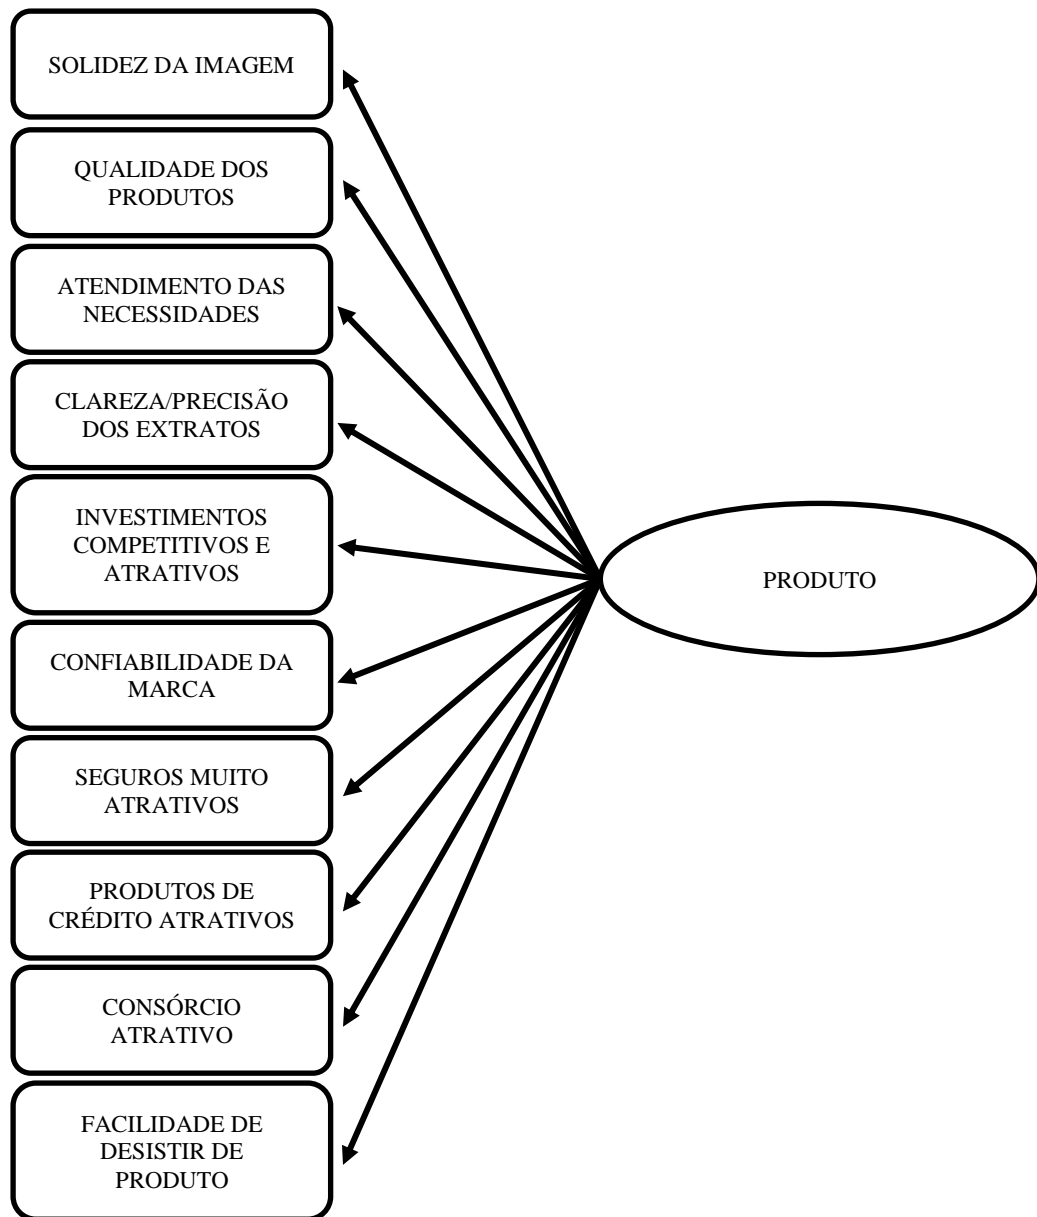 SOLIDEZ DA IMAGEM
QUALIDADE DOS
PRODUTOS
ATENDIMENTO DAS
NECESSIDADES
CLAREZA/PRECISÃO
DOS EXTRATOS
INVESTIMENTOS
COMPETITIVOS E
ATRATIVOS
CONFIABILIDADE DA
MARCA
SEGUROS MUITO
ATRATIVOS
PRODUTOS DE
CRÉDITO ATRATIVOS
CONSÓRCIO
ATRATIVO
FACILIDADE DE
DESISTIR DE
PRODUTO
PRODUTO